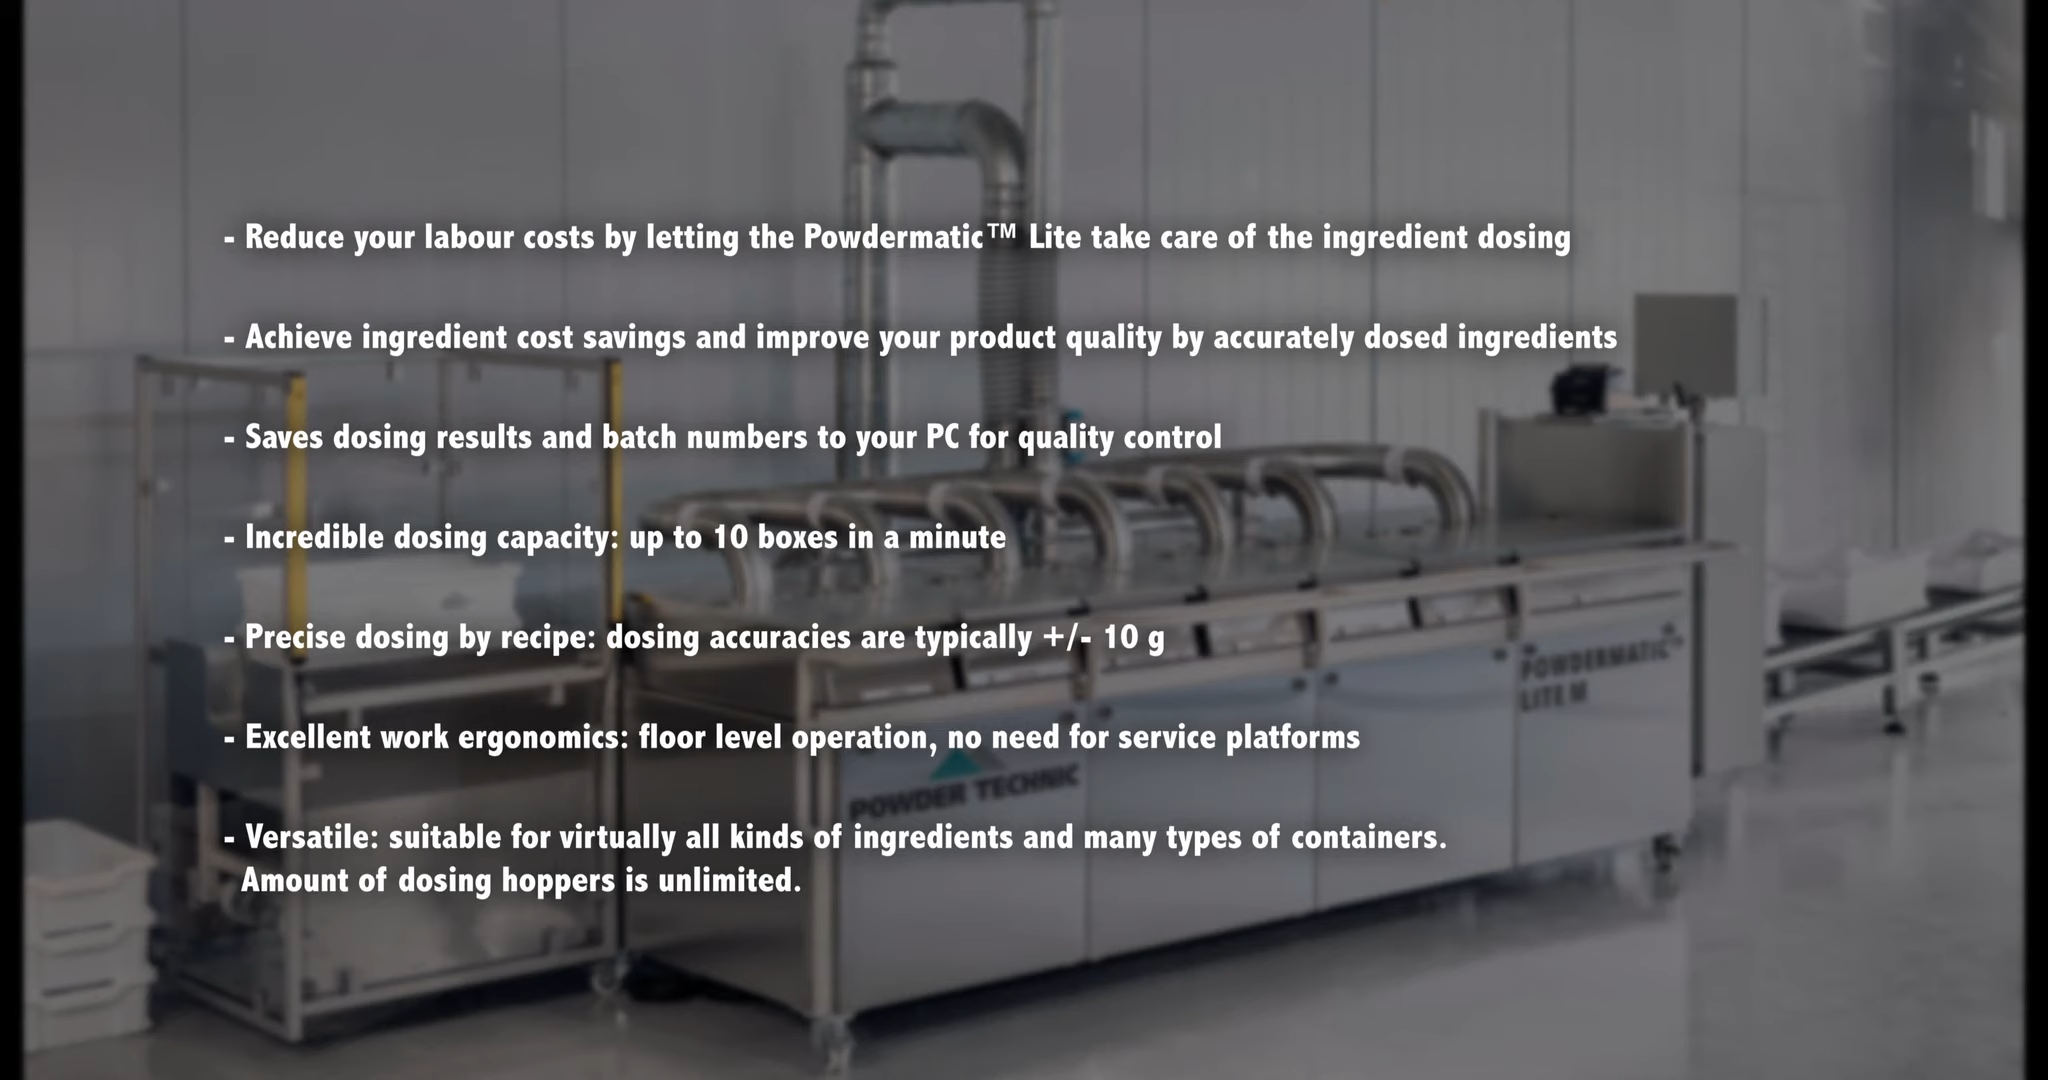 - Reduce your labour costs by letting the Powdermatic™ Lite take care of the ingredient dosing
- Achieve ingredient cost savings and improve your product quality by accurately dosed ingredients
- Saves dosing results and batch numbers to your PC for quality control
- Incredible dosing capacity: up to 10 boxes in a minute
- Precise dosing by recipe: dosing accuracies are typically +/- 10 g
POWDERMATIC™
LITE M
- Excellent work ergonomics: floor level operation, no need for service platforms
POWDER TECHNIC
- Versatile: suitable for virtually all kinds of ingredients and many types of containers.
Amount of dosing hoppers is unlimited.